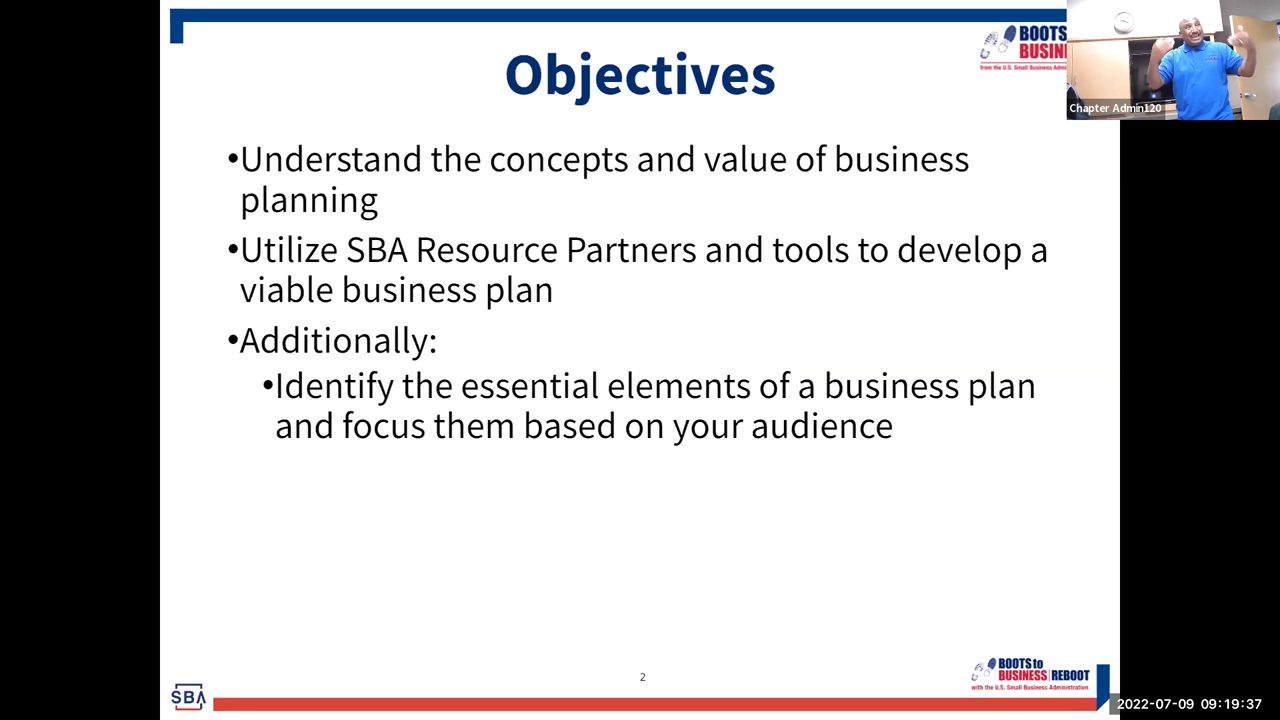 BOOTS
BUSINE
from the U.S. Small Business Admini
Objectives
Chapter Admin120
•Understand the concepts and value of business
planning
•Utilize SBA Resource Partners and tools to develop a
viable business plan
•Additionally:
•Identify the essential elements of a business plan
and focus them based on your audience
2
SBA
BOOTS to
BUSINESS REBOOT
with the U.S. Small Business Administration
2022-07-09 09:19:37